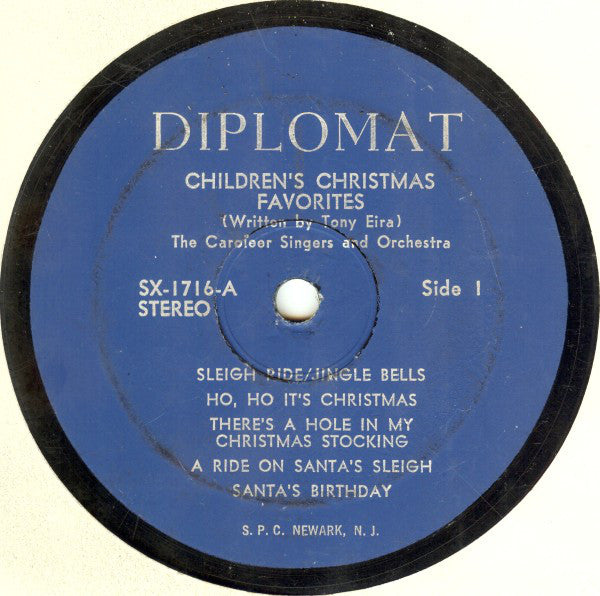 DIPLOMAT
CHILDREN'S CHRISTMAS
FAVORITES
(Written by Tony Eira)
The Caroleer Singers and Orchestra
SX-1716-A Side 1
STEREO
SLEIGH RIDE/JINGLE BELLS
HO, HO IT'S CHRISTMAS
THERE'S A HOLE IN MY
CHRISTMAS STOCKING
A RIDE ON SANTA'S SLEIGH
SANTA'S BIRTHDAY
S. P. C. NEWARK, N. J.